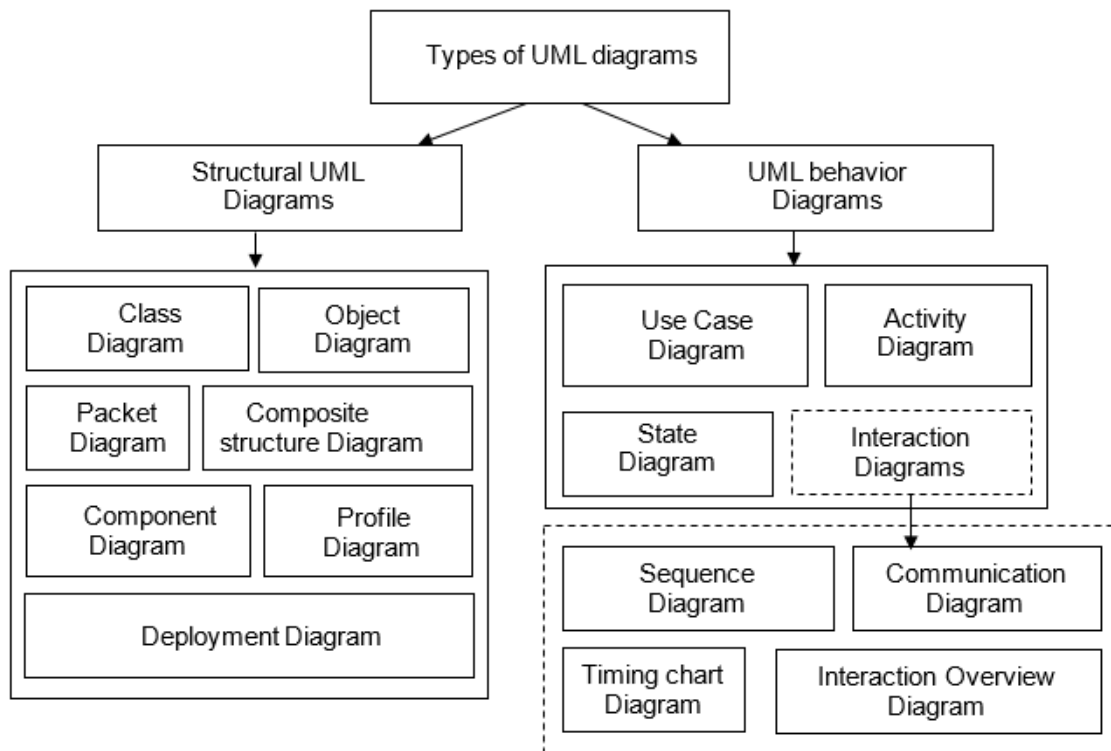 Types of UML diagrams
Structural UML
Diagrams
UML behavior
Diagrams
Class
Diagram
Object
Diagram
Packet
Diagram
Composite
structure Diagram
Component
Diagram
Profile
Diagram
Deployment Diagram
Use Case
Diagram
Activity
Diagram
State
Diagram
Interaction
Diagrams
Sequence
Diagram
Communication
Diagram
Timing chart
Diagram
Interaction Overview
Diagram